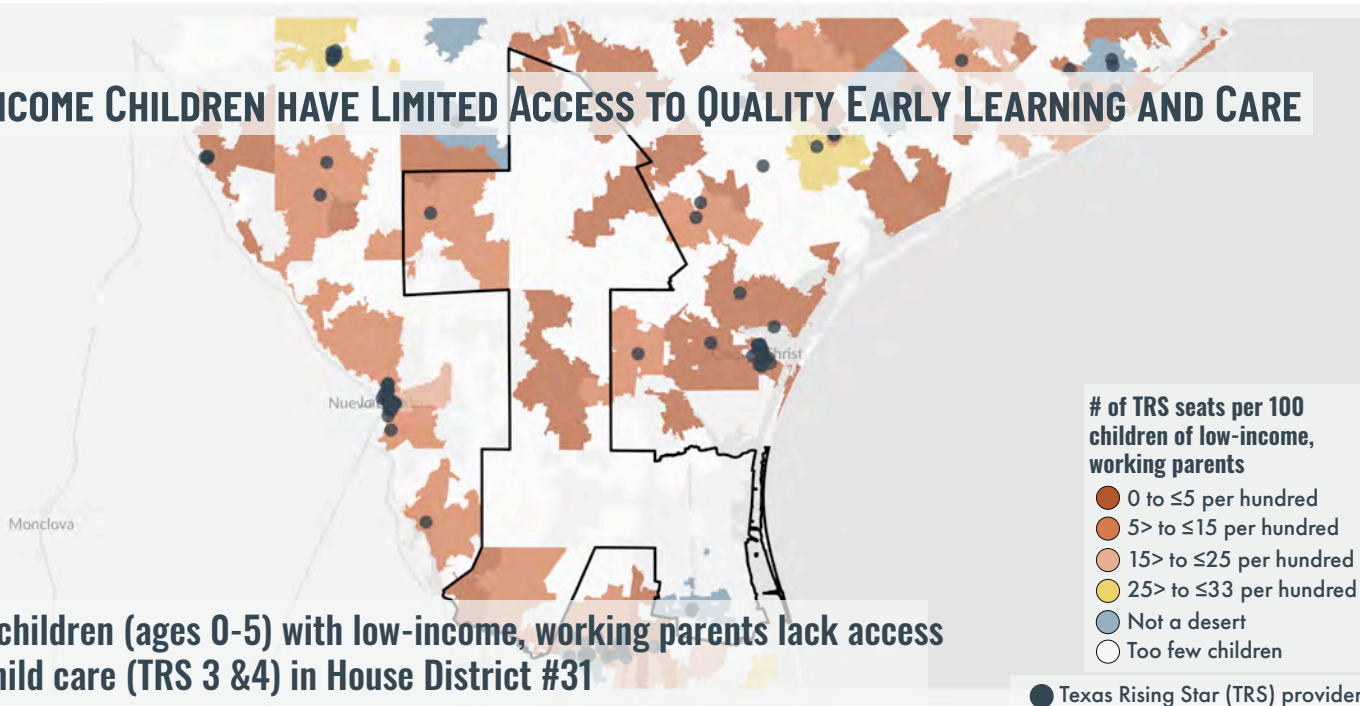 NCOME CHILDREN HAVE LIMITED ACCESS TO QUALITY EARLY LEARNING AND CARE
Christ
Nuevo
Monclova
# of TRS seats per 100
children of low-income,
working parents
0 to ≤5 per hundred
5> to ≤15 per hundred
15> to ≤25 per hundred
25> to ≤33 per hundred
Not a desert
Too few children
children (ages 0-5) with low-income, working parents lack access
hild care (TRS 3 &4) in House District #31
Texas Rising Star (TRS) provider